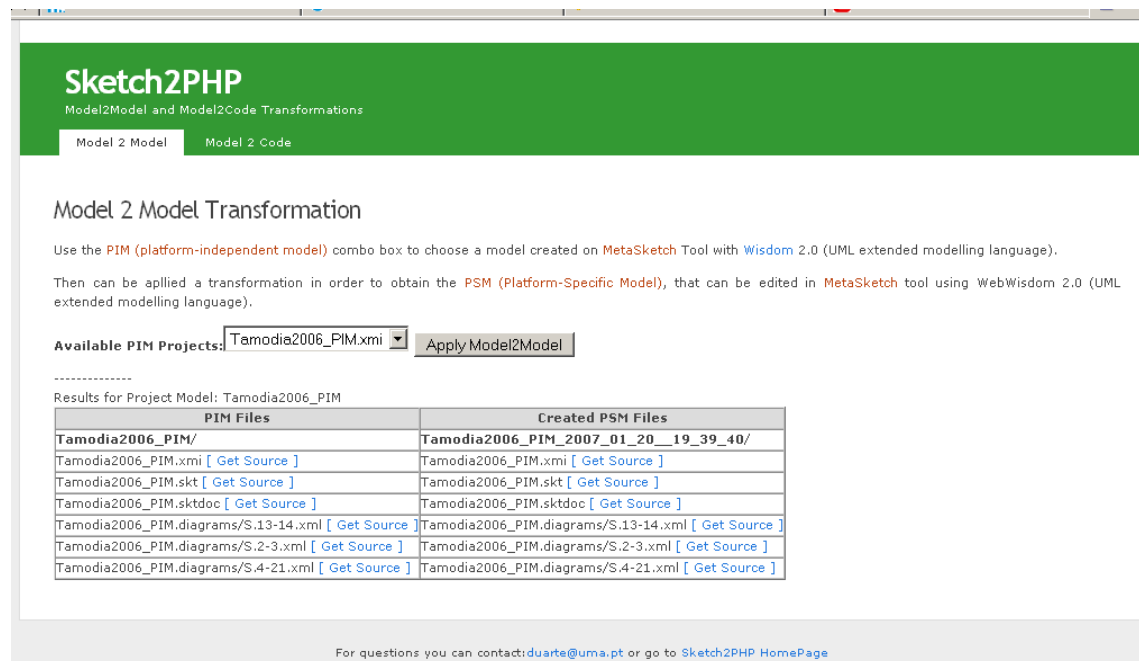 Sketch2PHP
Model2Model and Model2Code Transformations
Model 2 Model
Model 2 Code
Model 2 Model Transformation
Use the PIM (platform-independent model) combo box to choose a model created on MetaSketch Tool with Wisdom 2.0 (UML extended modelling language).
Then can be apllied a transformation in order to obtain the PSM (Platform-Specific Model), that can be edited in MetaSketch tool using WebWisdom 2.0 (UML
extended modelling language).
Available PIM Projects: Tamodia2006_PIM.xmi Apply Model2Model
--------------
Results for Project Model: Tamodia2006_PIM
PIM Files Created PSM Files
Tamodia2006_PIM/ Tamodia2006_PIM_2007_01_20__19_39_40/
Tamodia2006_PIM.xmi [ Get Source ] Tamodia2006_PIM.xmi [ Get Source ]
Tamodia2006_PIM.skt [ Get Source ] Tamodia2006_PIM.skt [ Get Source ]
Tamodia2006_PIM.sktdoc [ Get Source ] Tamodia2006_PIM.sktdoc [ Get Source ]
Tamodia2006_PIM.diagrams/S.13-14.xml [ Get Source ] Tamodia2006_PIM.diagrams/S.13-14.xml [ Get Source ]
Tamodia2006_PIM.diagrams/S.2-3.xml [ Get Source ] Tamodia2006_PIM.diagrams/S.2-3.xml [ Get Source ]
Tamodia2006_PIM.diagrams/S.4-21.xml [ Get Source ] Tamodia2006_PIM.diagrams/S.4-21.xml [ Get Source ]
For questions you can contact:duarte@uma.pt or go to Sketch2PHP HomePage